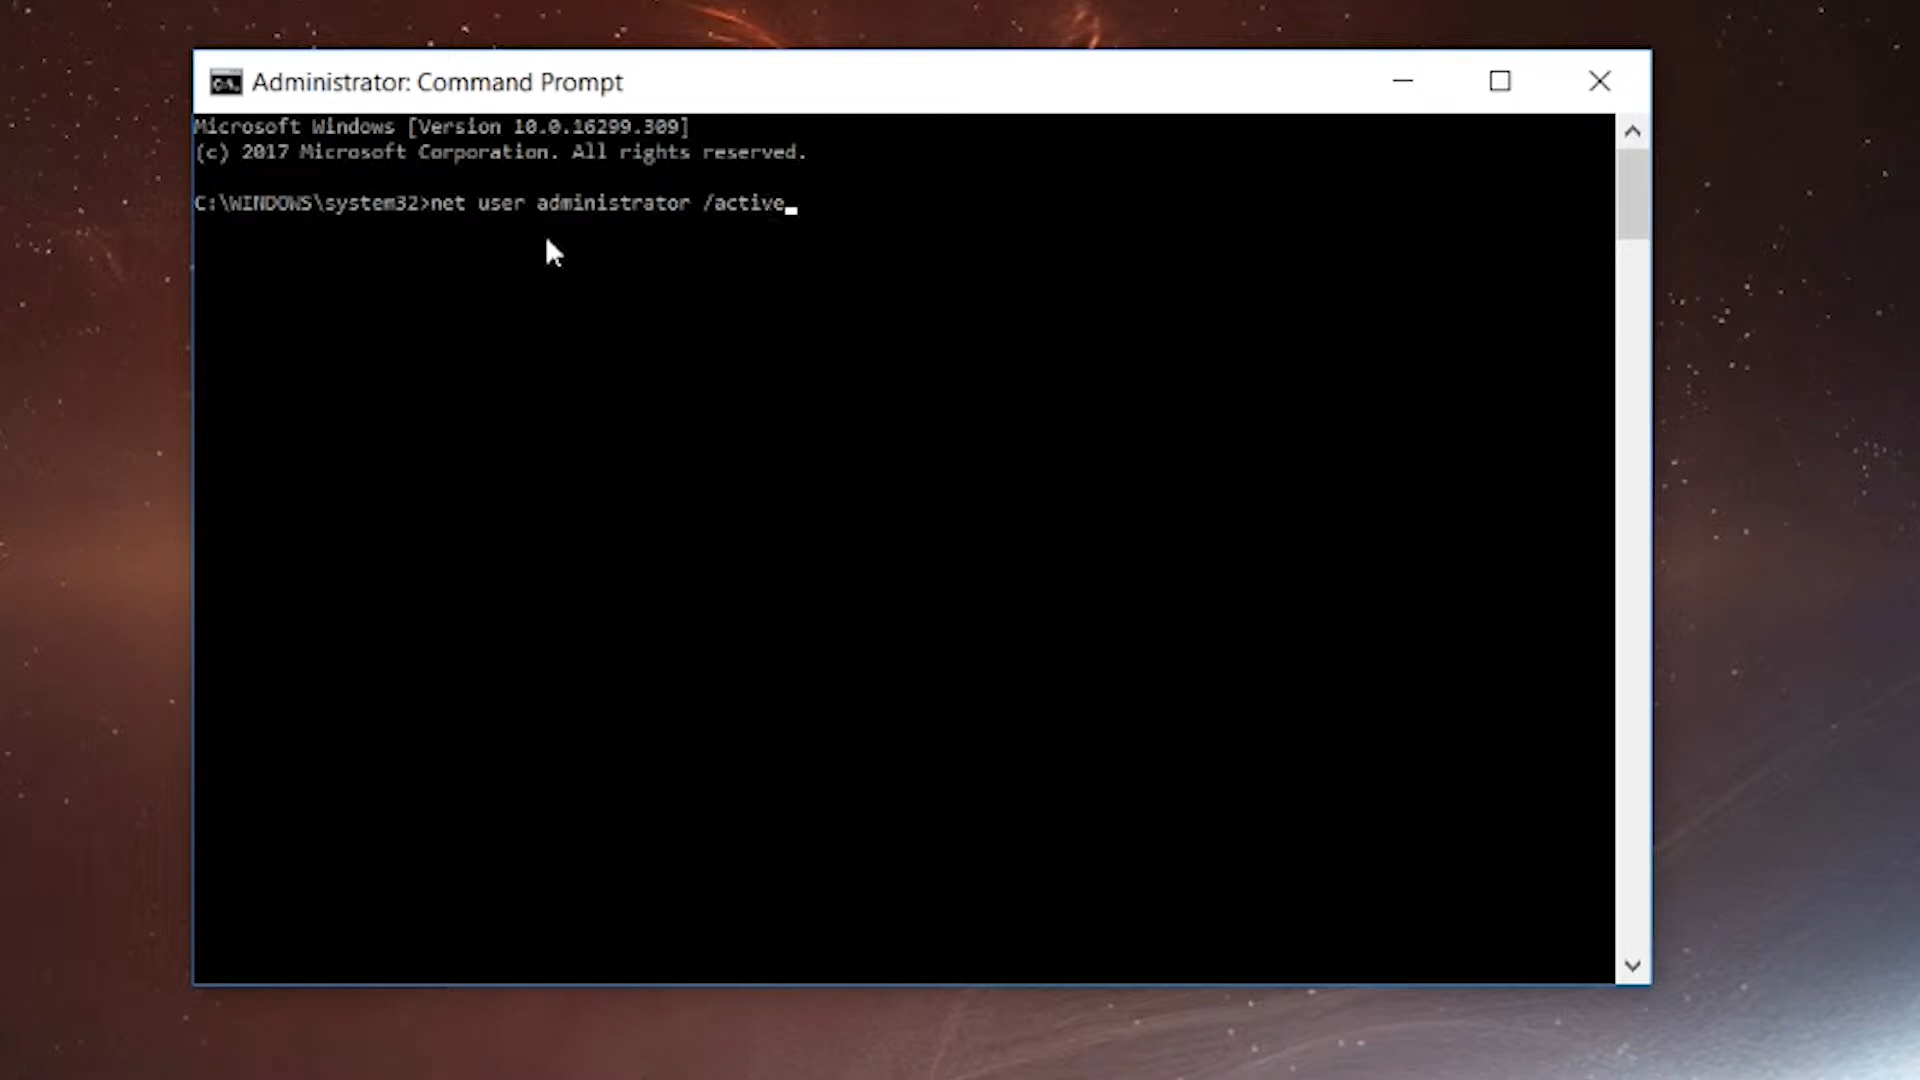 Administrator: Command Prompt
Microsoft Windows [Version 10.0.16299.309]
(c) 2017 Microsoft Corporation. All rights reserved.
C:\WINDOWS\system32>net user administrator /active